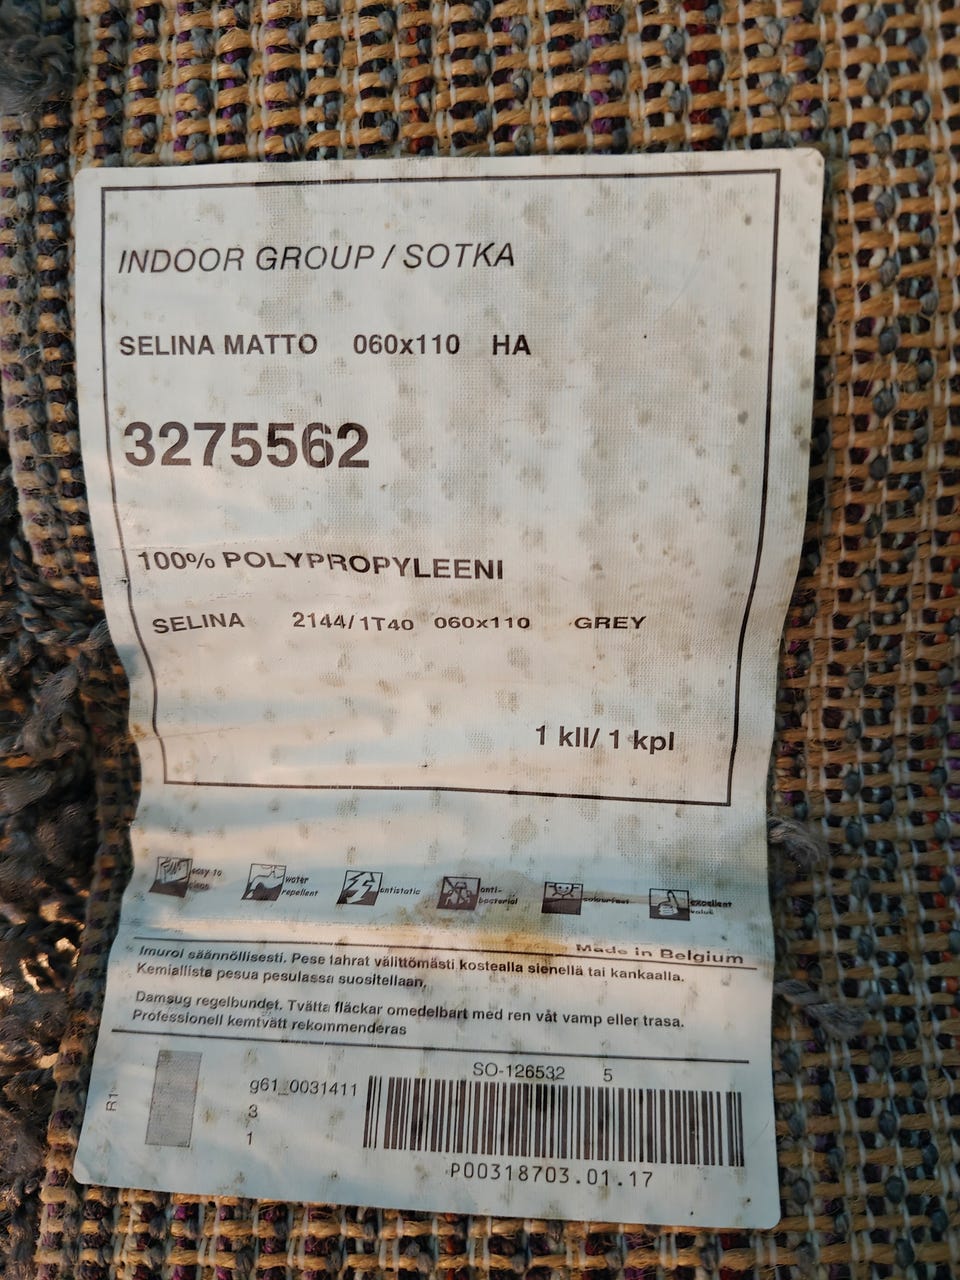 INDOOR GROUP / SOTKA
SELINA MATTO 060x110 HA
3275562
100% POLYPROPYLEENI
SELINA 2144/1T40 060x110 GREY
1 kll/ 1 kpl
easy to clean
water repellent
antistatic
anti-bacterial
colourfast
excellent value
Made in Belgium
Imuroi säännöllisesti. Pese tahrat välittömästi kostealla sienellä tai kankaalla.
Kemiallista pesua pesulassa suositellaan,
Damsug regelbundet. Tvätta fläckar omedelbart med ren våt vamp eller trasa.
Professionell kemtvätt rekommenderas
SO-126532 5
R1
g61_0031411
3
1
P00318703.01.17